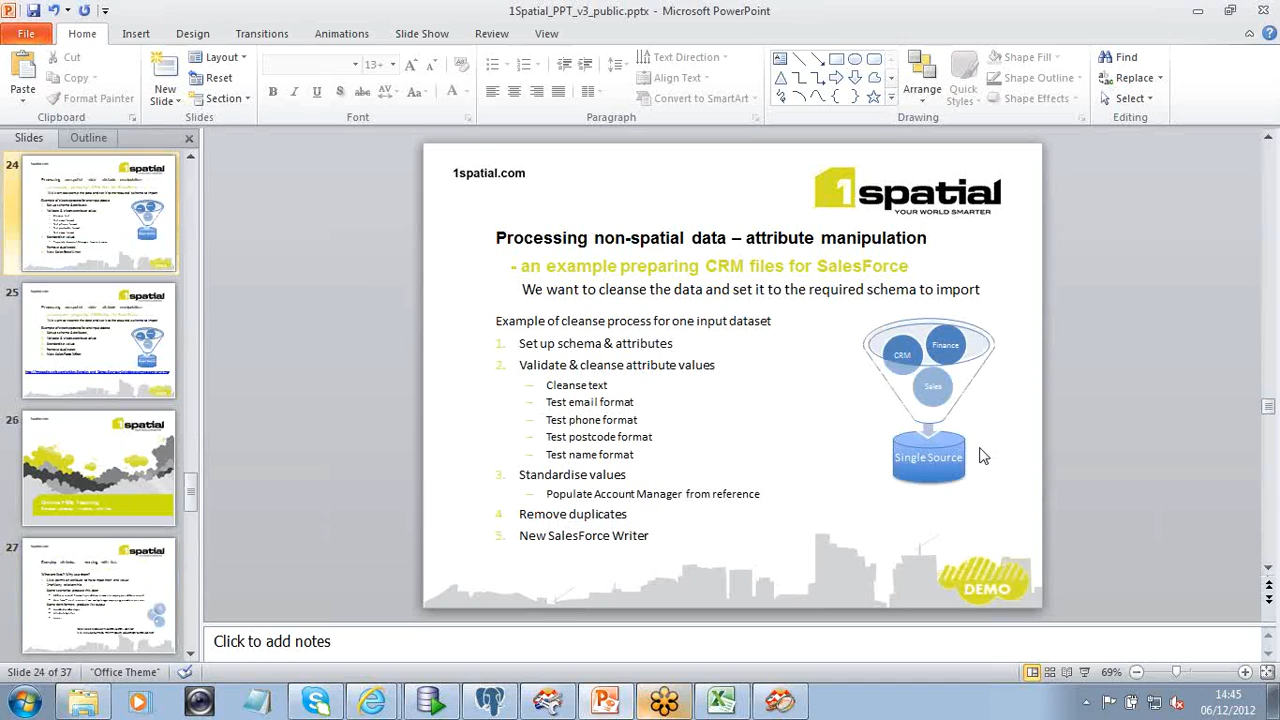 1Spatial_PPT_v3_public.pptx - Microsoft PowerPoint
File Home Insert Design Transitions Animations Slide Show Review View
Paste
Cut
Copy
Format Painter
Clipboard
New Slide
Layout
Reset
Section
Slides
13+
Font
Text Direction
Align Text
Convert to SmartArt
Paragraph
Arrange
Quick Styles
Shape Fill
Shape Outline
Shape Effects
Drawing
Find
Replace
Select
Editing
Slides Outline
24
25
26
27
1spatial.com
1spatial
YOUR WORLD SMARTER
Processing non-spatial data – attribute manipulation
- an example preparing CRM files for SalesForce
We want to cleanse the data and set it to the required schema to import
Example of cleanse process for one input data
1. Set up schema & attributes
2. Validate & cleanse attribute values
– Cleanse text
– Test email format
– Test phone format
– Test postcode format
– Test name format
3. Standardise values
Populate Account Manager from reference
4. Remove duplicates
5. New SalesForce Writer
CRM
Finance
Sales
Single Source
DEMO
Click to add notes
Slide 24 of 37 "Office Theme" 69%
14:45
06/12/2012